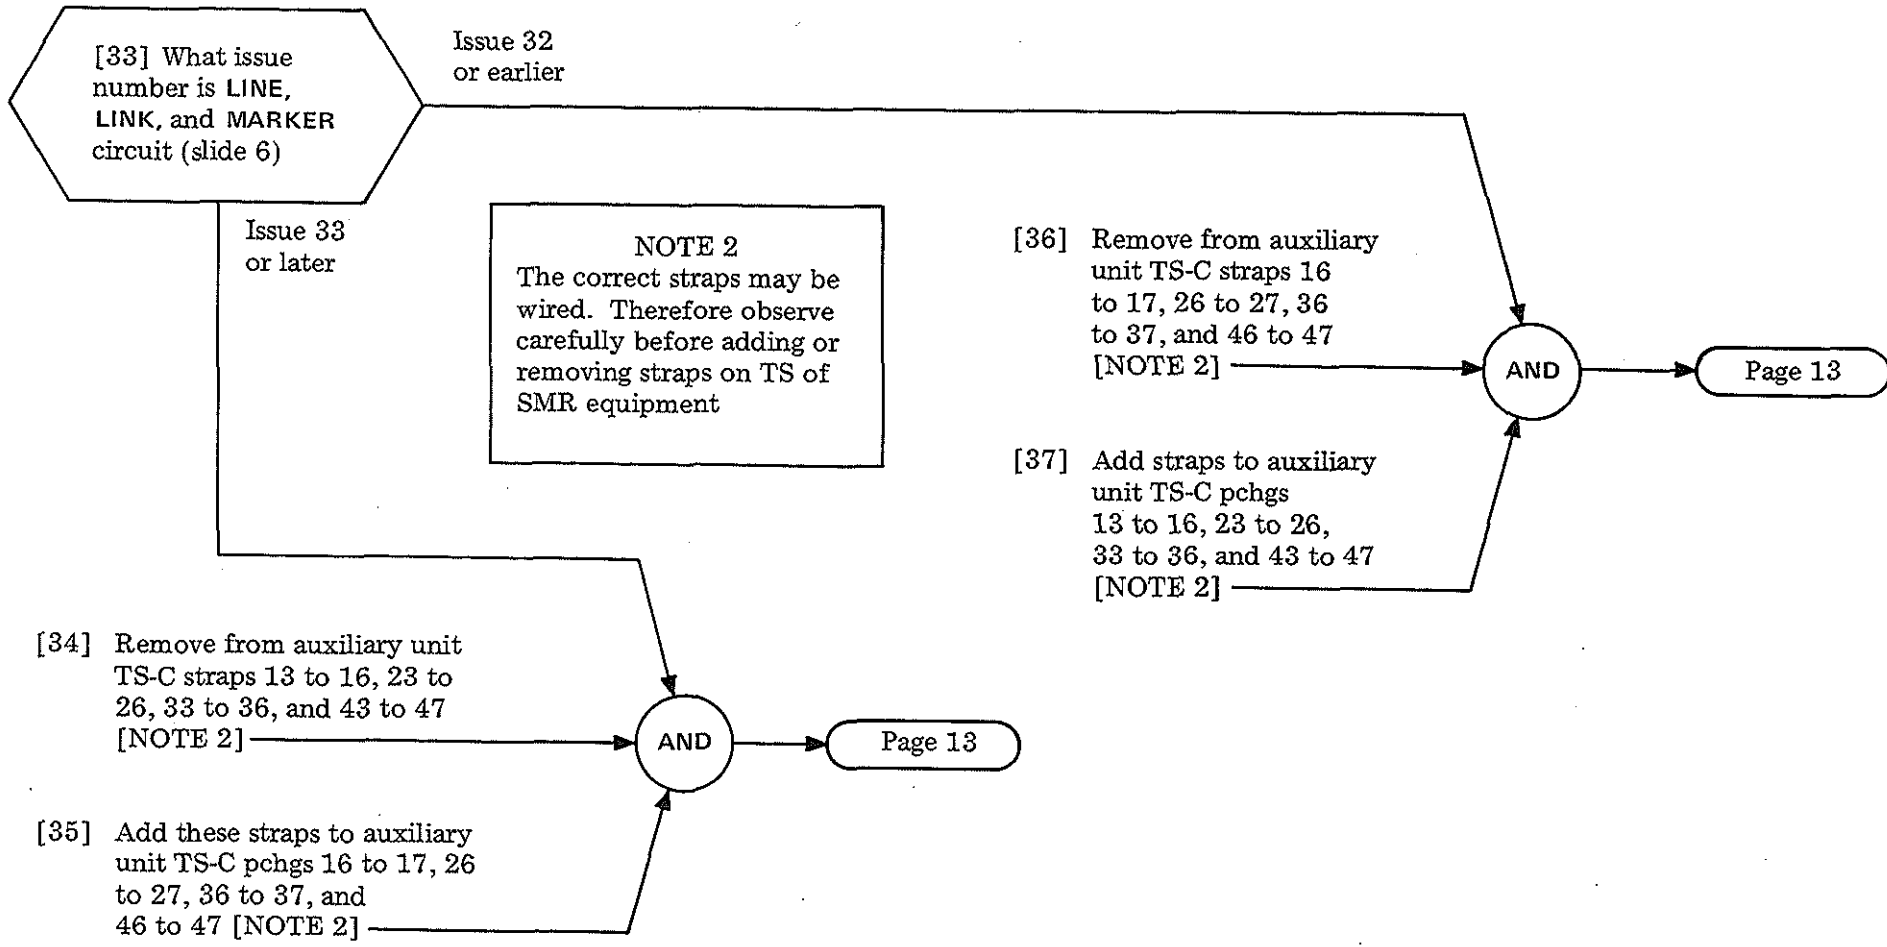 [33] What issue
number is LINE,
LINK, and MARKER
circuit (slide 6)
Issue 32
or earlier
Issue 33
or later
NOTE 2
The correct straps may be
wired. Therefore observe
carefully before adding or
removing straps on TS of
SMR equipment
[36] Remove from auxiliary
unit TS-C straps 16
to 17, 26 to 27, 36
to 37, and 46 to 47
[NOTE 2]
AND
Page 13
[37] Add straps to auxiliary
unit TS-C pchgs
13 to 16, 23 to 26,
33 to 36, and 43 to 47
[NOTE 2]
[34] Remove from auxiliary unit
TS-C straps 13 to 16, 23 to
26, 33 to 36, and 43 to 47
[NOTE 2]
AND
Page 13
[35] Add these straps to auxiliary
unit TS-C pchgs 16 to 17, 26
to 27, 36 to 37, and
46 to 47 [NOTE 2]